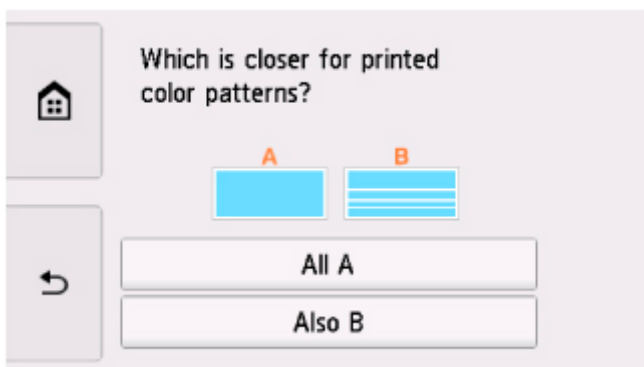 Which is closer for printed
color patterns?
A B
All A
Also B